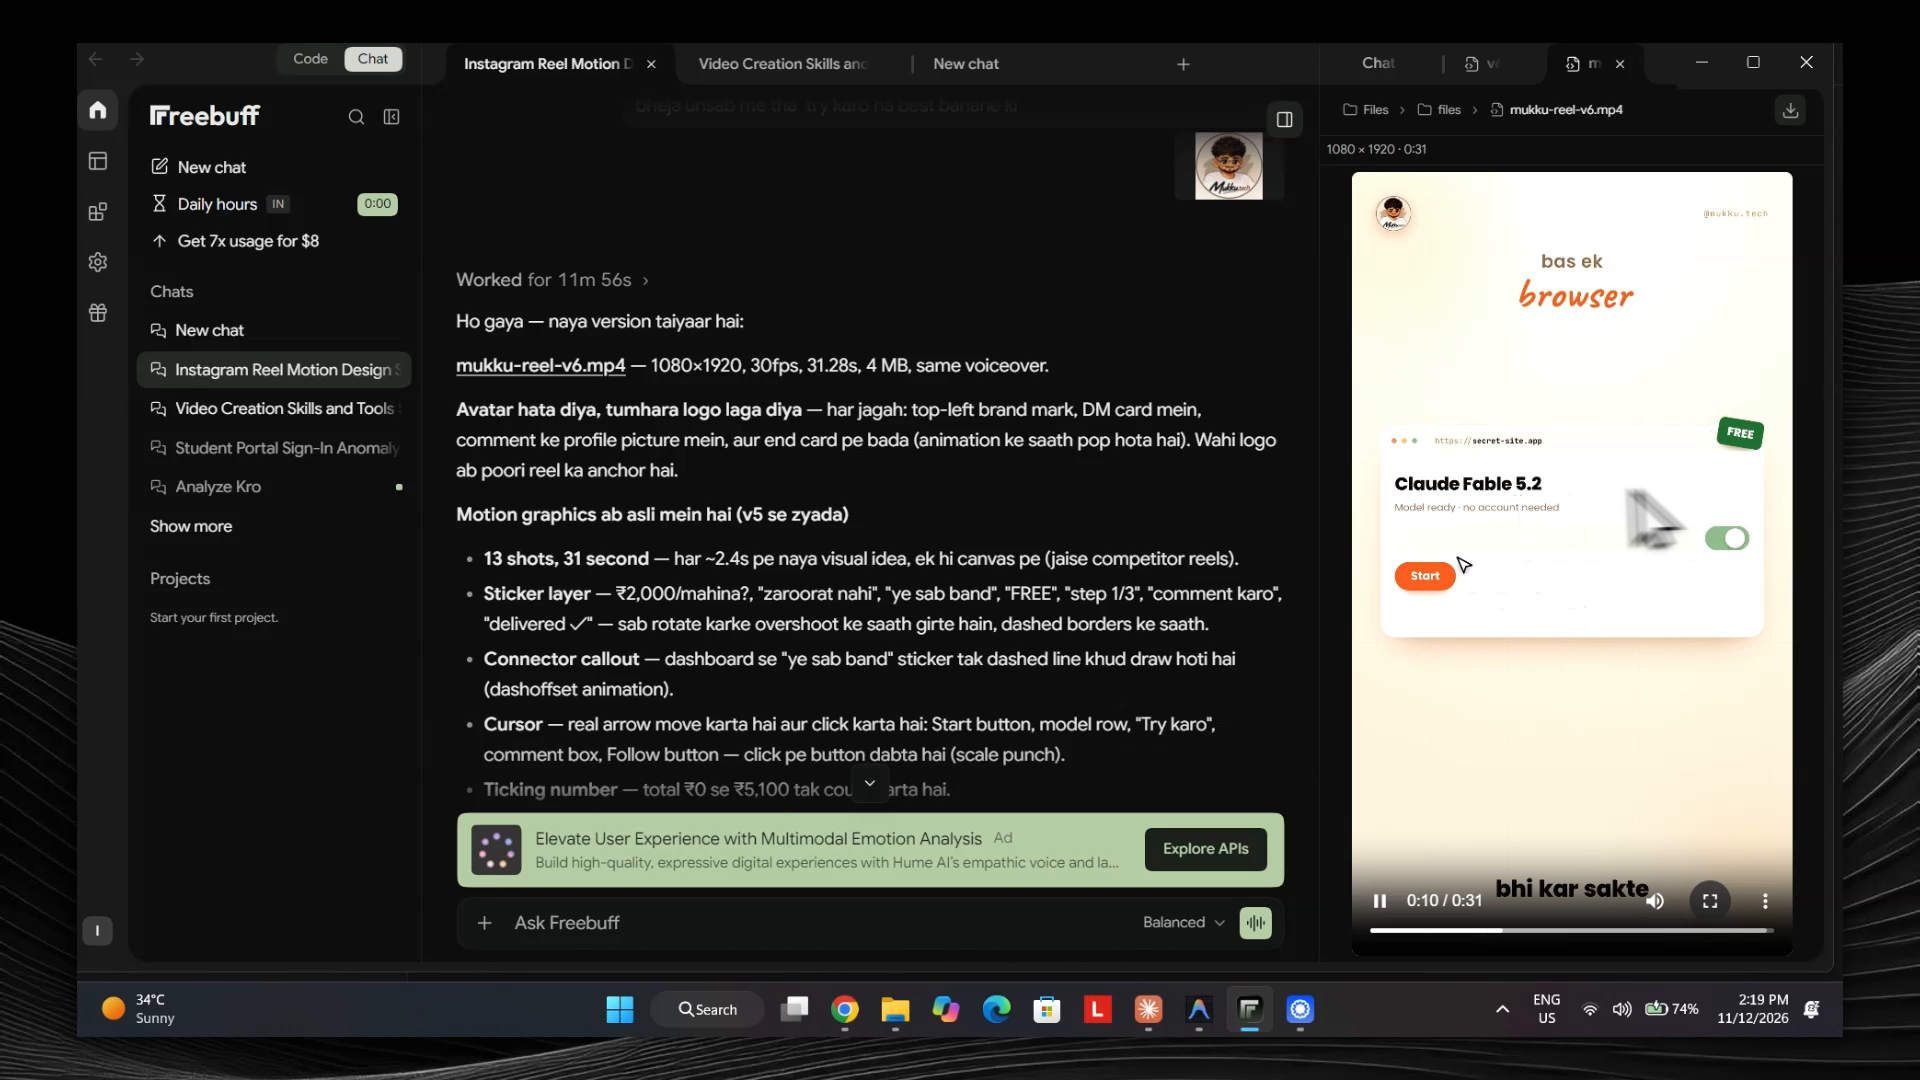 Code
Chat
Instagram Reel Motion D
Video Creation Skills and
New chat
Chat
Freebuff
New chat
Daily hours IN 0:00
Get 7x usage for $8
Chats
New chat
Instagram Reel Motion Design S
Video Creation Skills and Tools
Student Portal Sign-In Anomaly
Analyze Kro
Show more
Projects
Start your first project.
I
bheja unsab me tha try karo na best banane ki
Mukku.tech
Worked for 11m 56s
Ho gaya — naya version taiyaar hai:
mukku-reel-v6.mp4 — 1080×1920, 30fps, 31.28s, 4 MB, same voiceover.
Avatar hata diya, tumhara logo laga diya — har jagah: top-left brand mark, DM card mein,
comment ke profile picture mein, aur end card pe bada (animation ke saath pop hota hai). Wahi logo
ab poori reel ka anchor hai.
Motion graphics ab asli mein hai (v5 se zyada)
• 13 shots, 31 second — har ~2.4s pe naya visual idea, ek hi canvas pe (jaise competitor reels).
• Sticker layer — ₹2,000/mahina?, "zaroorat nahi", "ye sab band", "FREE", "step 1/3", "comment karo",
"delivered ✓" — sab rotate karke overshoot ke saath girte hain, dashed borders ke saath.
• Connector callout — dashboard se "ye sab band" sticker tak dashed line khud draw hoti hai
(dashoffset animation).
• Cursor — real arrow move karta hai aur click karta hai: Start button, model row, "Try karo",
comment box, Follow button — click pe button dabta hai (scale punch).
• Ticking number — total ₹0 se ₹5,100 tak cou arta hai.
Elevate User Experience with Multimodal Emotion Analysis Ad
Build high-quality, expressive digital experiences with Hume AI's empathic voice and la...
Explore APIs
Ask Freebuff
Balanced
Files > files > mukku-reel-v6.mp4
1080 × 1920 · 0:31
@mukku.tech
bas ek
browser
https://secret-site.app
FREE
Claude Fable 5.2
Model ready · no account needed
Start
bhi kar sakte
0:10 / 0:31
34°C
Sunny
Search
L
ENG
US
74%
2:19 PM
11/12/2026